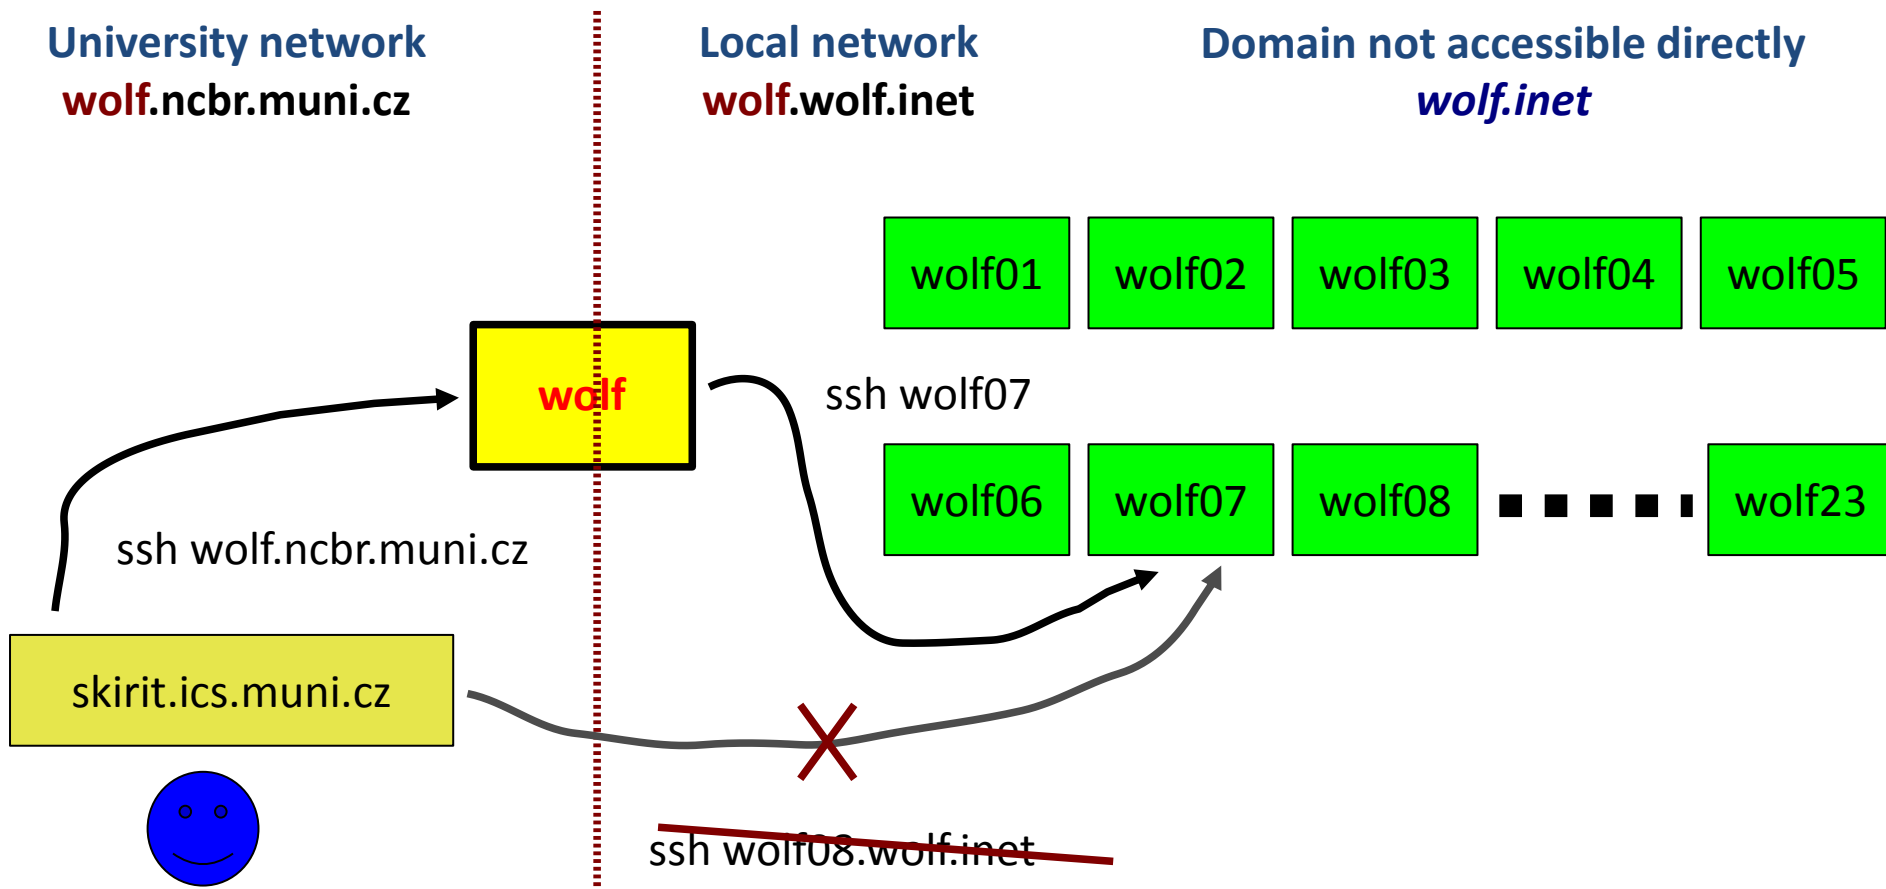 University network
wolf.ncbr.muni.cz
Local network
wolf.wolf.inet
Domain not accessible directly
wolf.inet
wolf01
wolf02
wolf03
wolf04
wolf05
wolf
ssh wolf07
wolf06
wolf07
wolf08
wolf23
ssh wolf.ncbr.muni.cz
skirit.ics.muni.cz
ssh wolf08.wolf.inet